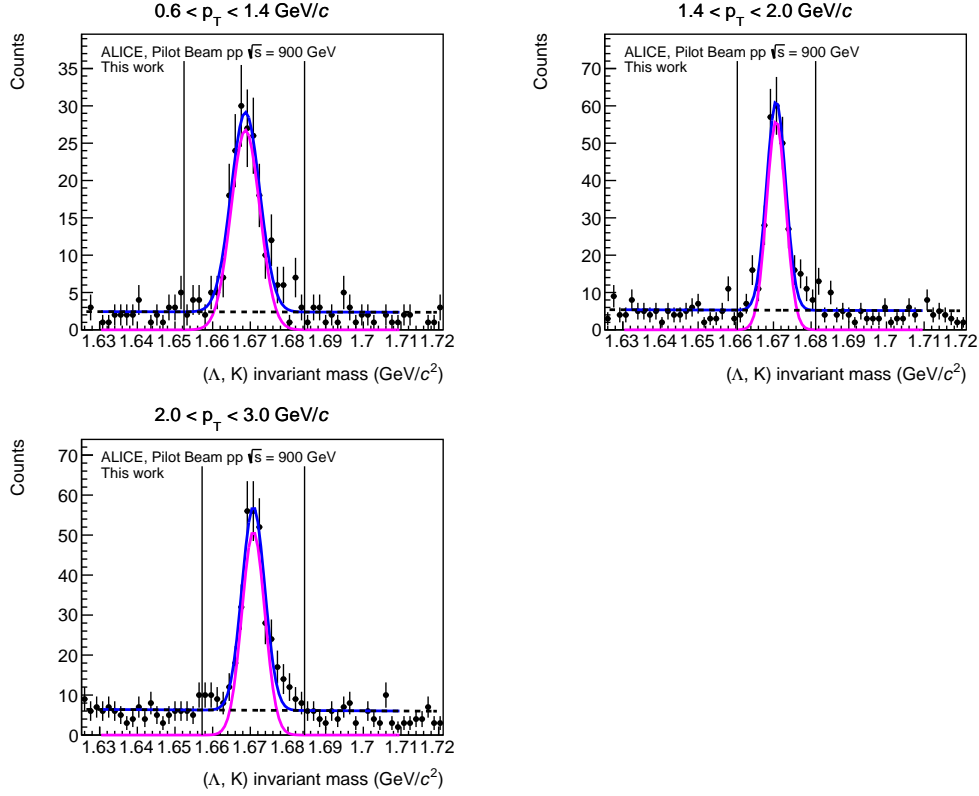 0.6 < p_T < 1.4 GeV/c
Counts
ALICE, Pilot Beam pp √s = 900 GeV
This work
35
30
25
20
15
10
5
0
1.63 1.64 1.65 1.66 1.67 1.68 1.69 1.7 1.71 1.72
(Λ, K) invariant mass (GeV/c²)
1.4 < p_T < 2.0 GeV/c
Counts
ALICE, Pilot Beam pp √s = 900 GeV
This work
70
60
50
40
30
20
10
0
1.63 1.64 1.65 1.66 1.67 1.68 1.69 1.7 1.71 1.72
(Λ, K) invariant mass (GeV/c²)
2.0 < p_T < 3.0 GeV/c
Counts
ALICE, Pilot Beam pp √s = 900 GeV
This work
70
60
50
40
30
20
10
0
1.63 1.64 1.65 1.66 1.67 1.68 1.69 1.7 1.71 1.72
(Λ, K) invariant mass (GeV/c²)